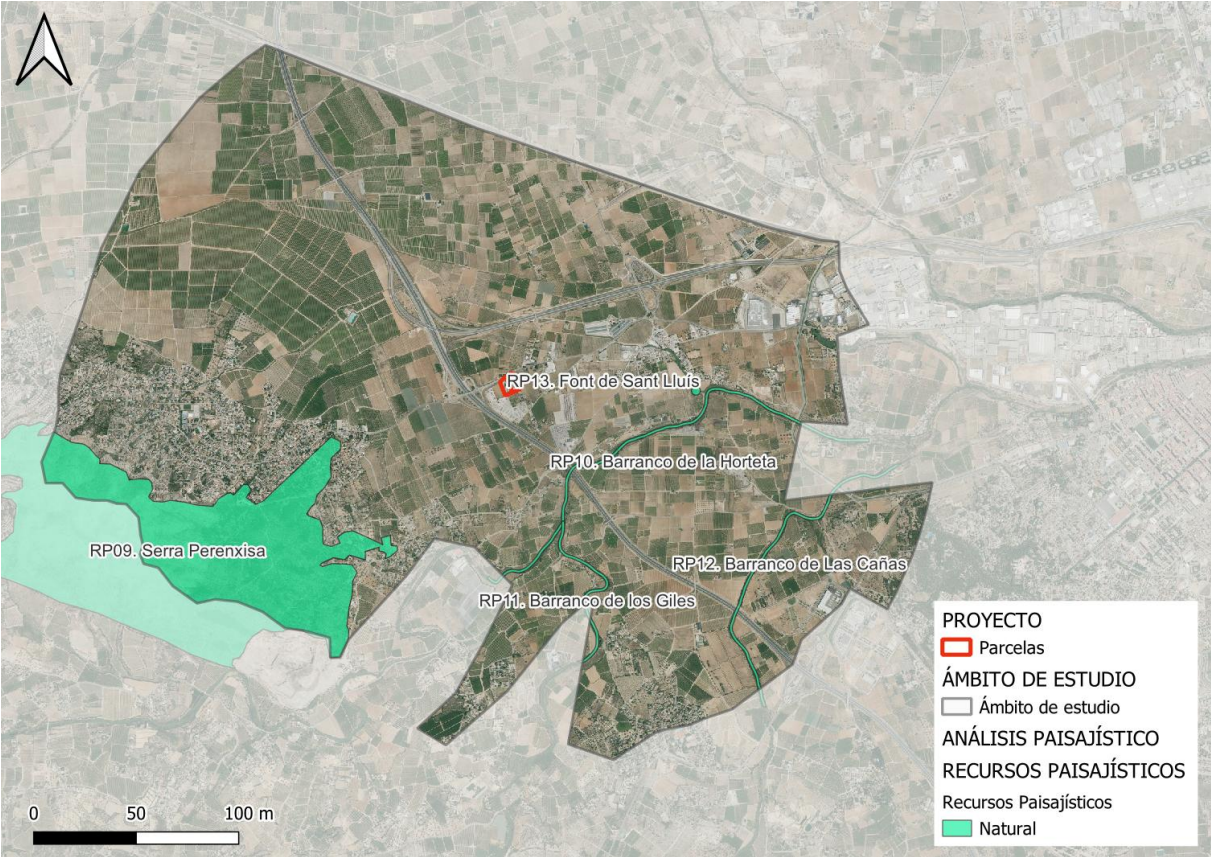 RP13. Font de Sant Lluís
RP10. Barranco de la Horteta
RP09. Serra Perenxisa
RP12. Barranco de Las Cañas
RP11. Barranco de los Giles
PROYECTO
Parcelas
ÁMBITO DE ESTUDIO
Ámbito de estudio
ANÁLISIS PAISAJÍSTICO
RECURSOS PAISAJÍSTICOS
Recursos Paisajísticos
Natural
0 50 100 m